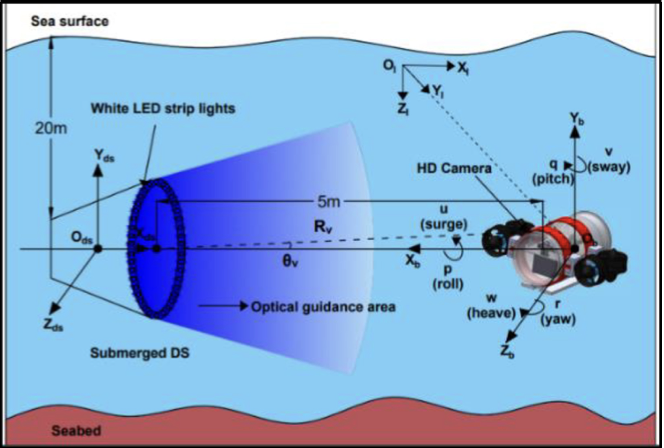 Sea surface
White LED strip lights
20m
Y_ds
O_ds
X_ds
Z_ds
Submerged DS
5m
R_v
θ_v
Optical guidance area
O_I
X_I
Y_I
Z_I
HD Camera
Y_b
v
(sway)
q
(pitch)
u
(surge)
X_b
p
(roll)
w
(heave)
r
(yaw)
Z_b
Seabed